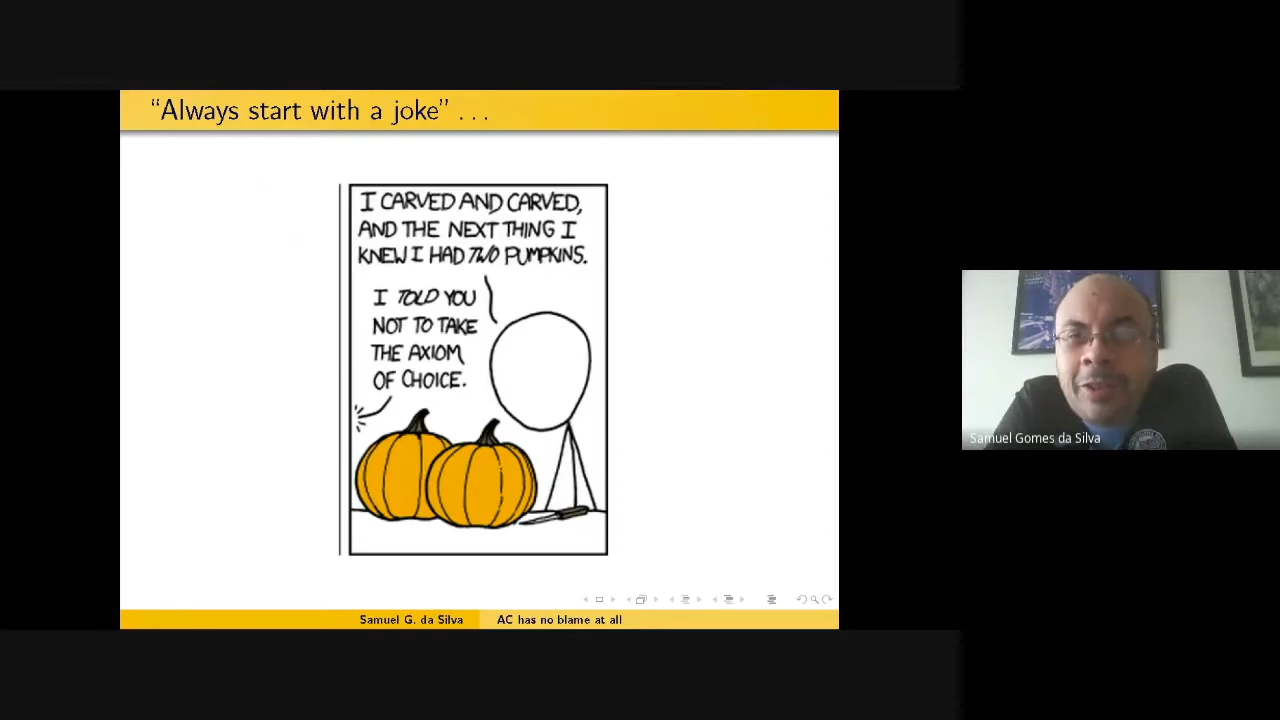 “Always start with a joke” . . .
I CARVED AND CARVED,
AND THE NEXT THING I
KNEW I HAD TWO PUMPKINS.
I TOLD YOU
NOT TO TAKE
THE AXIOM
OF CHOICE.
Samuel Gomes da Silva
Samuel G. da Silva
AC has no blame at all